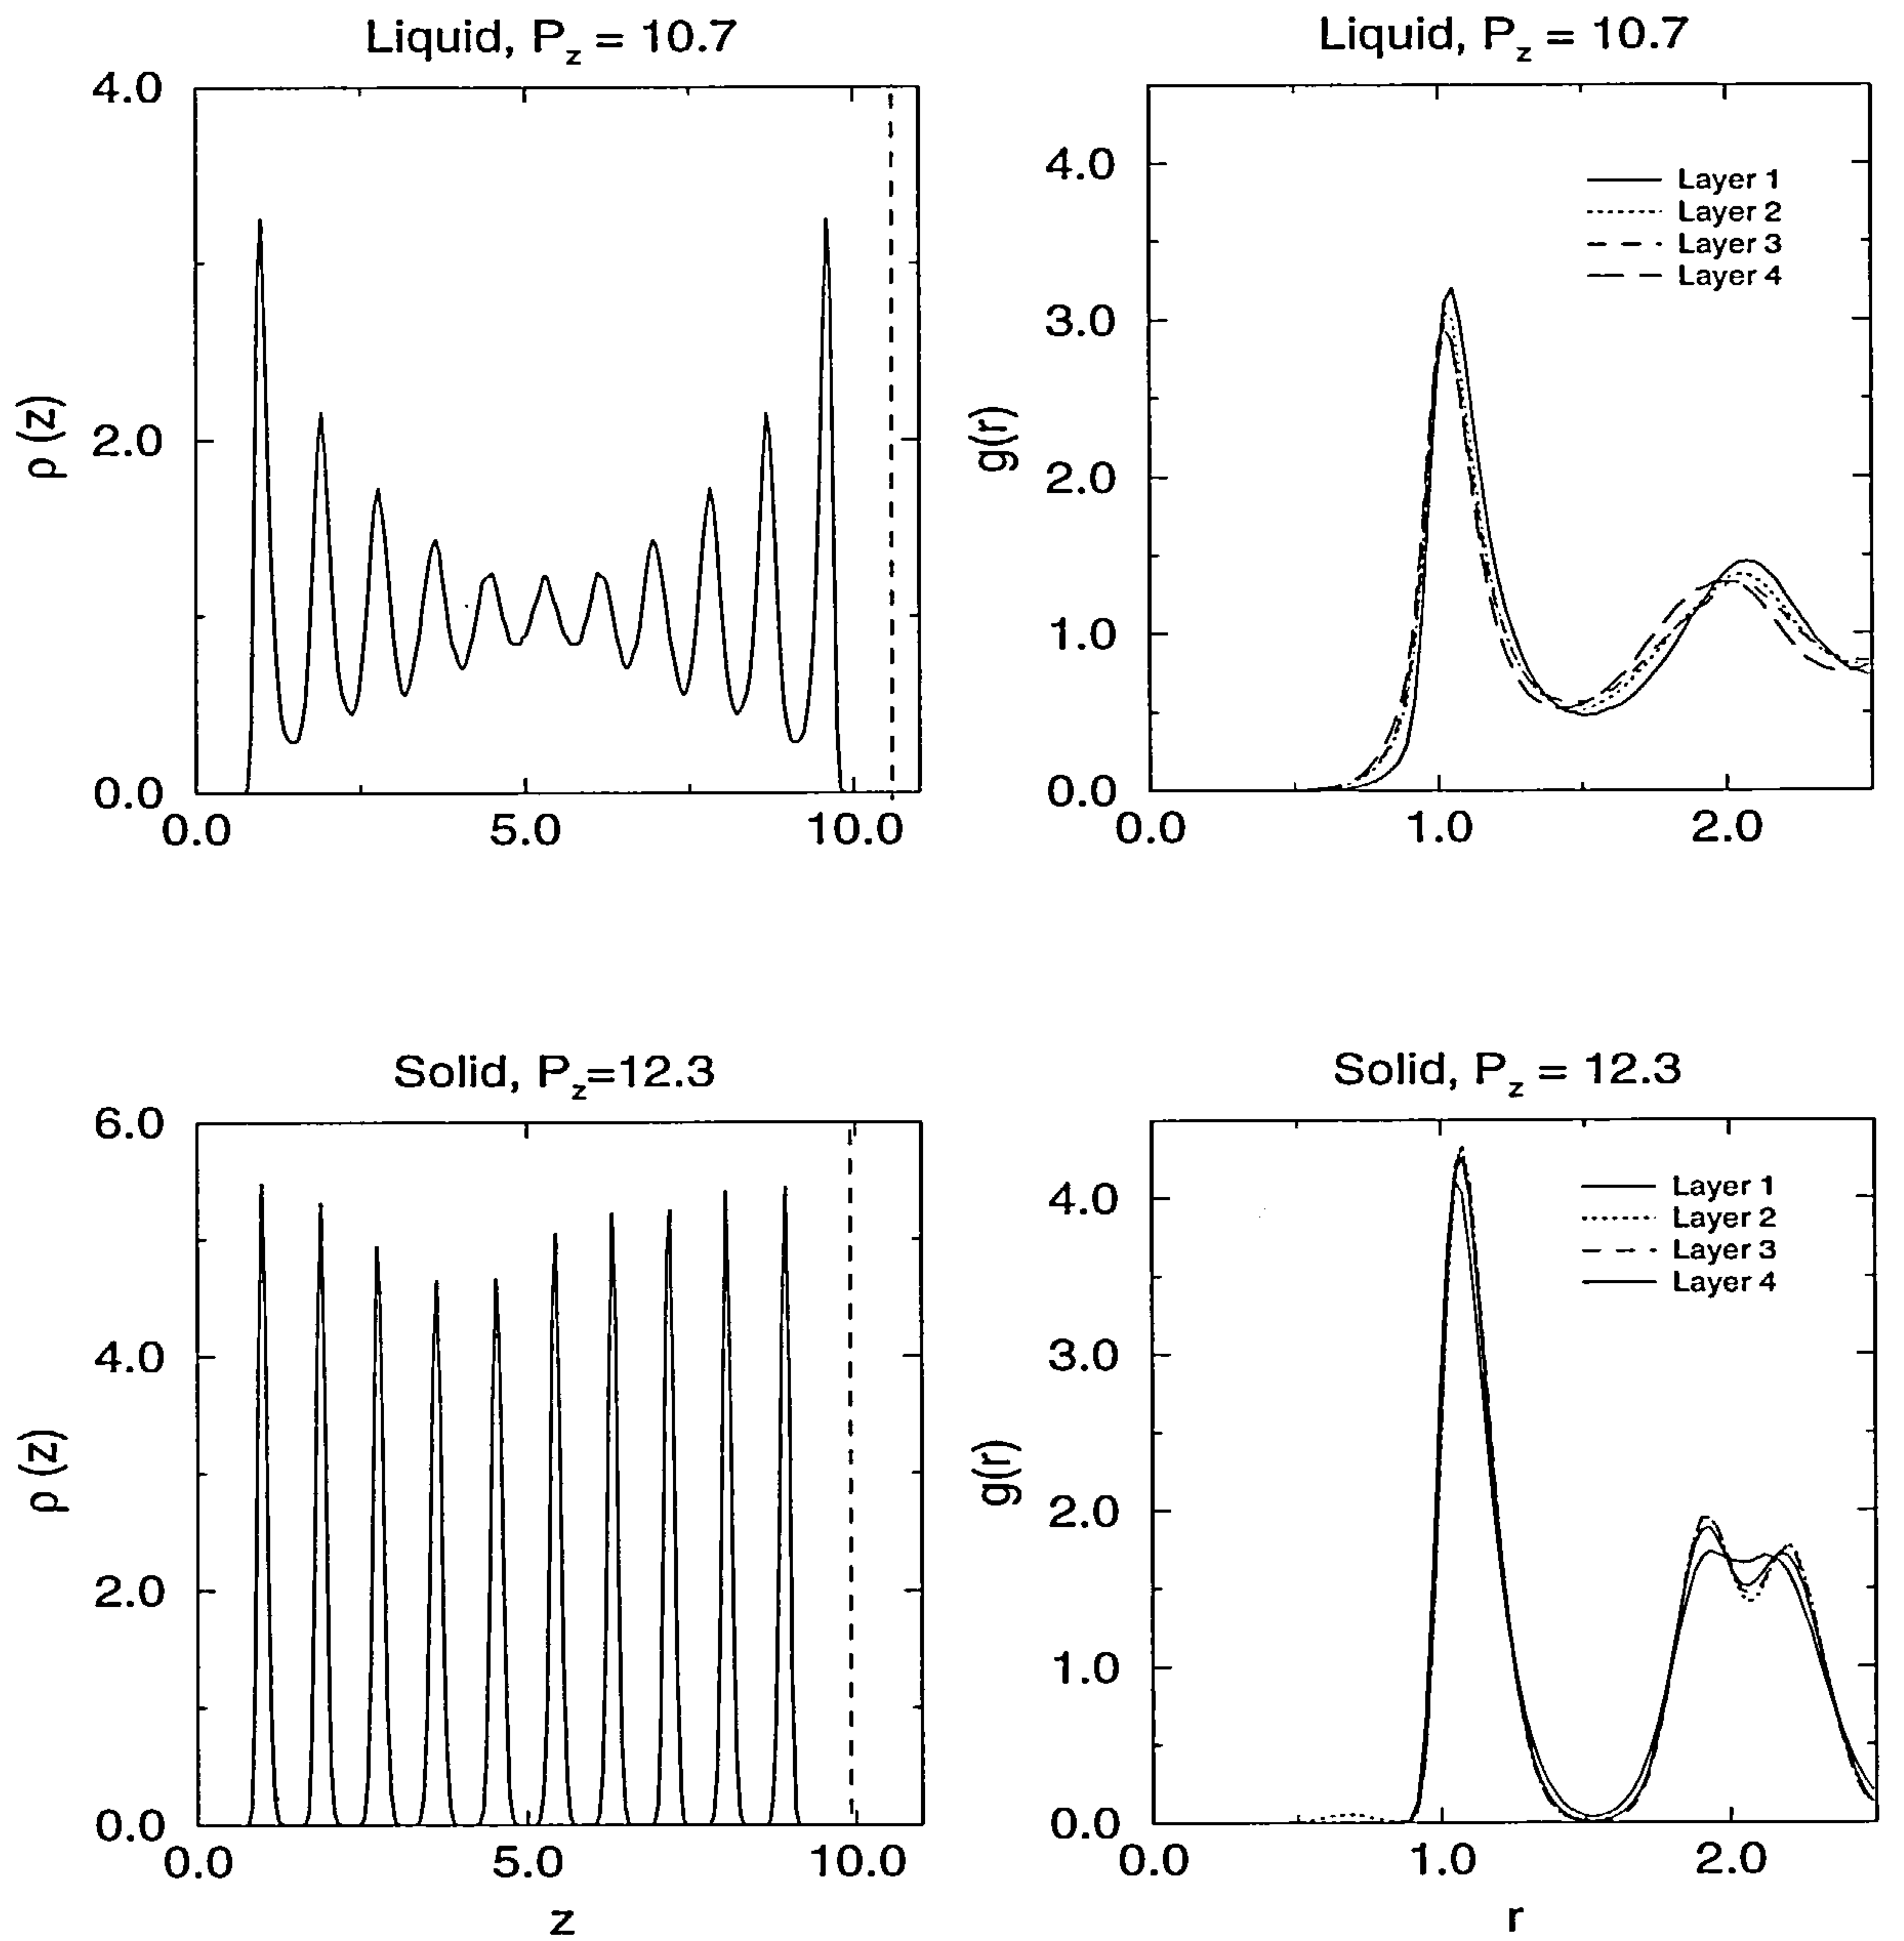 Liquid, Pz = 10.7
4.0
2.0
0.0
ρ (z)
0.0 5.0 10.0
Liquid, Pz = 10.7
4.0
3.0
2.0
1.0
0.0
g(r)
Layer 1
Layer 2
Layer 3
Layer 4
0.0 1.0 2.0
Solid, Pz=12.3
6.0
4.0
2.0
0.0
ρ (z)
0.0 5.0 10.0
z
Solid, Pz = 12.3
4.0
3.0
2.0
1.0
0.0
g(r)
Layer 1
Layer 2
Layer 3
Layer 4
0.0 1.0 2.0
r